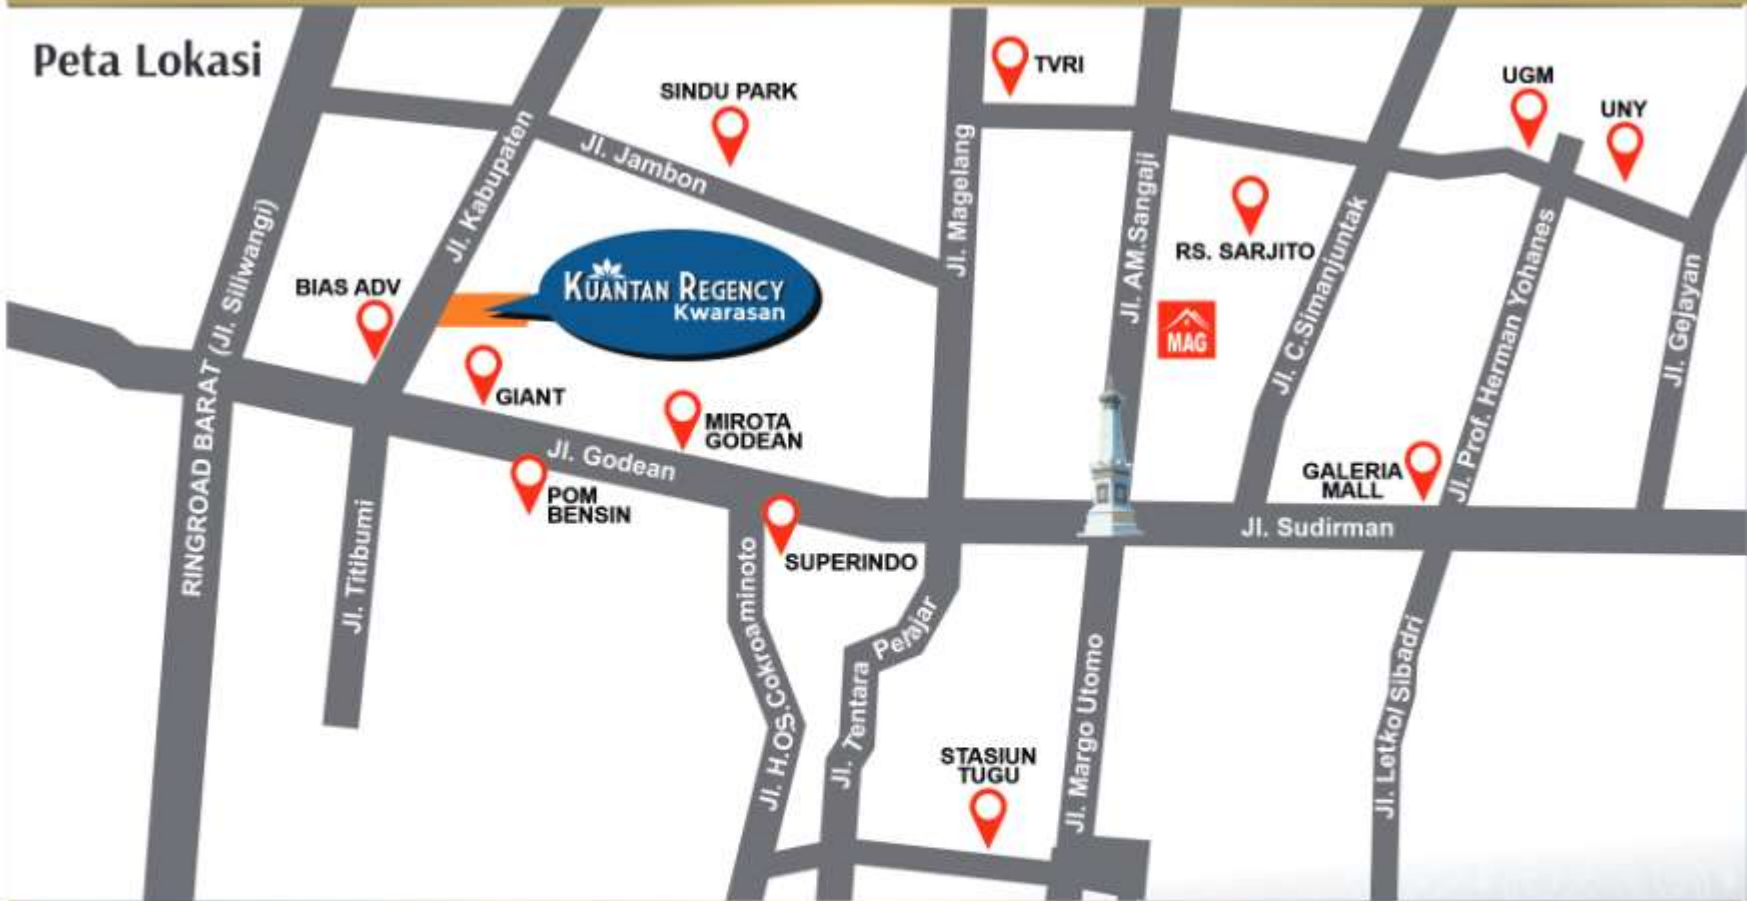 Peta Lokasi
TVRI
UGM
UNY
SINDU PARK
Jl. Jambon
Jl. Kabupaten
Jl. Magelang
Jl. AM.Sangaji
RS. SARJITO
Jl. C.Simanjuntak
Jl. Prof. Herman Yohanes
Jl. Gejayan
RINGROAD BARAT (Jl. Siliwangi)
BIAS ADV
KUANTAN REGENCY
Kwarasan
MAG
GIANT
MIROTA
GODEAN
Jl. Godean
POM
BENSIN
GALERIA
MALL
Jl. Sudirman
SUPERINDO
Jl. Titibumi
Jl. H.OS.Cokroaminoto
Jl. Tentara Pelajar
Jl. Margo Utomo
Jl. Letkol Sibadri
STASIUN
TUGU